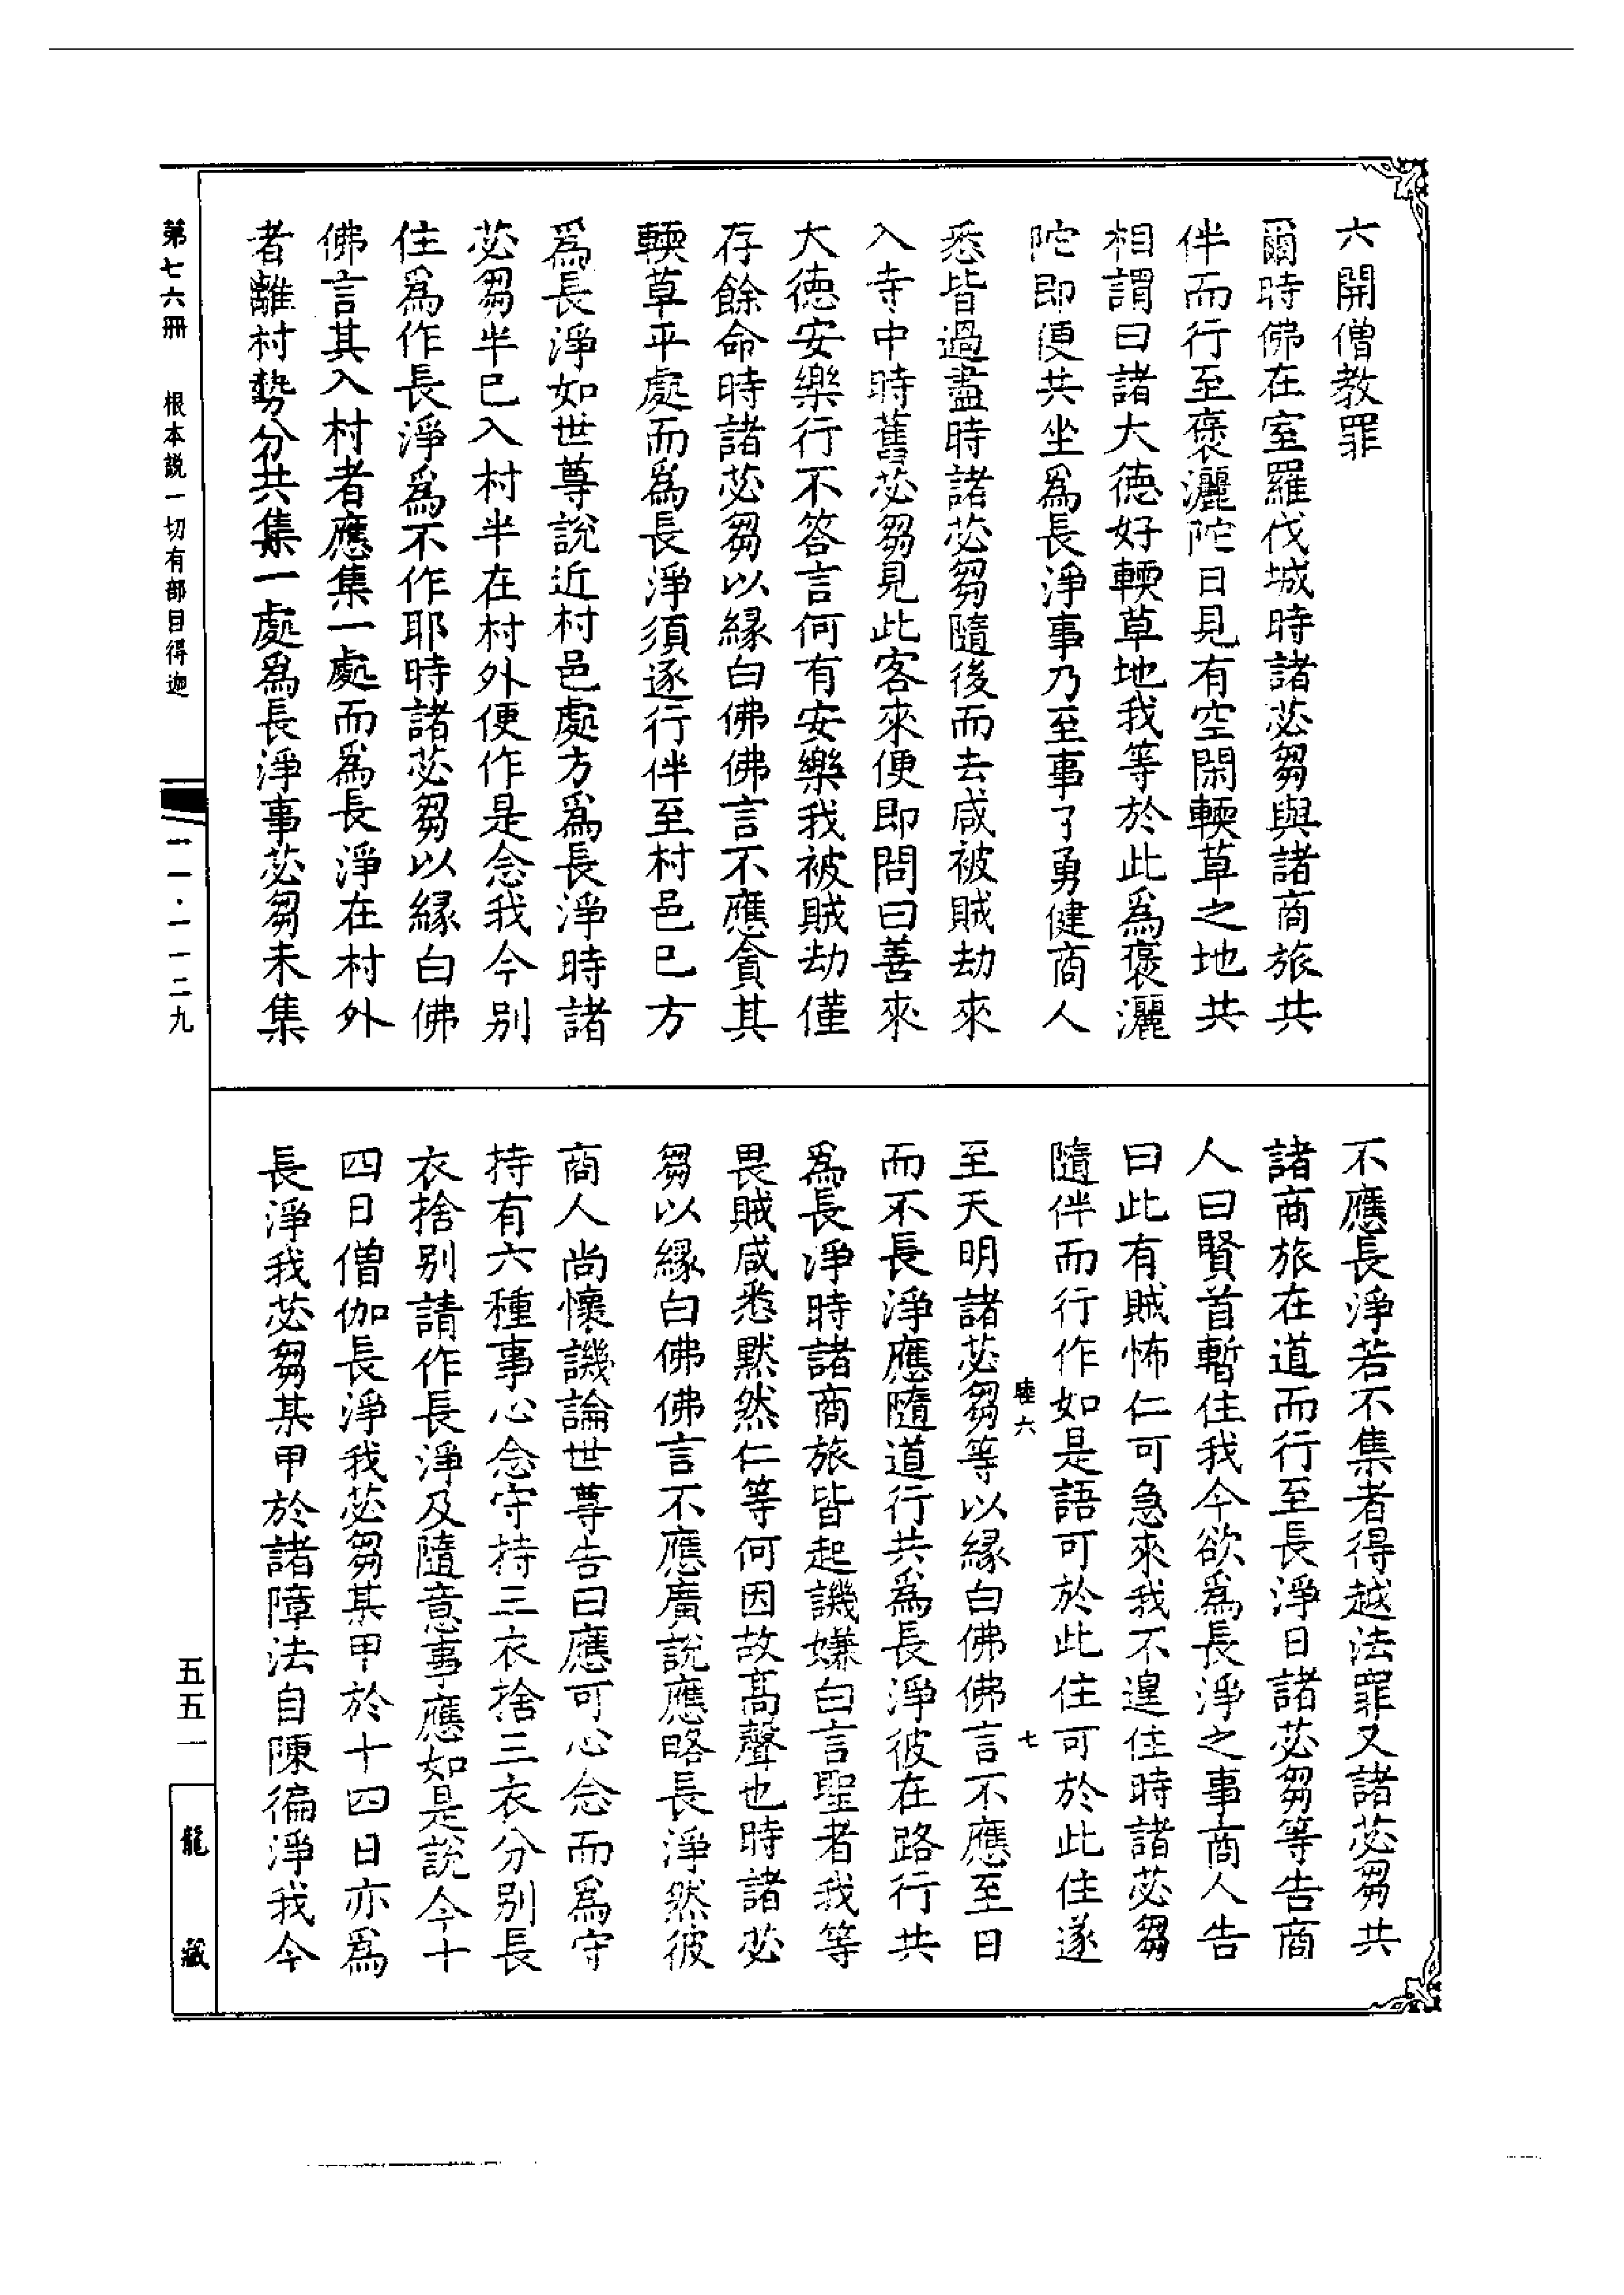 六開僧教罪
爾時佛在室羅伐城時諸苾芻與諸商旅共
伴而行至褒灑陀日見有空閑輭草之地共
相謂曰諸大德好輭草地我等於此爲褒灑
陀即便共坐爲長淨事乃至事了勇健商人
悉皆過盡時諸苾芻隨後而去咸被賊劫來
入寺中時舊苾芻見此客來便即問曰善來
大德安樂行不答言何有安樂我被賊劫僅
存餘命時諸苾芻以緣白佛佛言不應貪其
輭草平處而爲長淨須逐行伴至村邑已方
爲長淨如世尊說近村邑處方爲長淨時諸
苾芻半已入村半在村外便作是念我今別
住爲作長淨爲不作耶時諸苾芻以緣白佛
佛言其入村者應集一處而爲長淨在村外
者離村勢分共集一處爲長淨事苾芻未集
不應長淨若不集者得越法罪又諸苾芻共
諸商旅在道而行至長淨日諸苾芻等告商
人曰賢首暫住我今欲爲長淨之事商人告
曰此有賊怖仁可急來我不遑住時諸苾芻
隨伴而行作如是語可於此住可於此住遂
睦六 七
至天明諸苾芻等以緣白佛佛言不應至日
而不長淨應隨道行共爲長淨彼在路行共
爲長淨時諸商旅皆起譏嫌白言聖者我等
畏賊咸悉默然仁等何因故高聲也時諸苾
芻以緣白佛佛言不應廣說應略長淨然彼
商人尚懷譏論世尊告曰應可心念而爲守
持有六種事心念守持三衣捨三衣分別長
衣捨別請作長淨及隨意事應如是說今十
四日僧伽長淨我苾芻某甲於十四日亦爲
長淨我苾芻某甲於諸障法自陳徧淨我今
第七六冊 根本説一切有部目得迦
一一·一一二九
五五一
龍藏